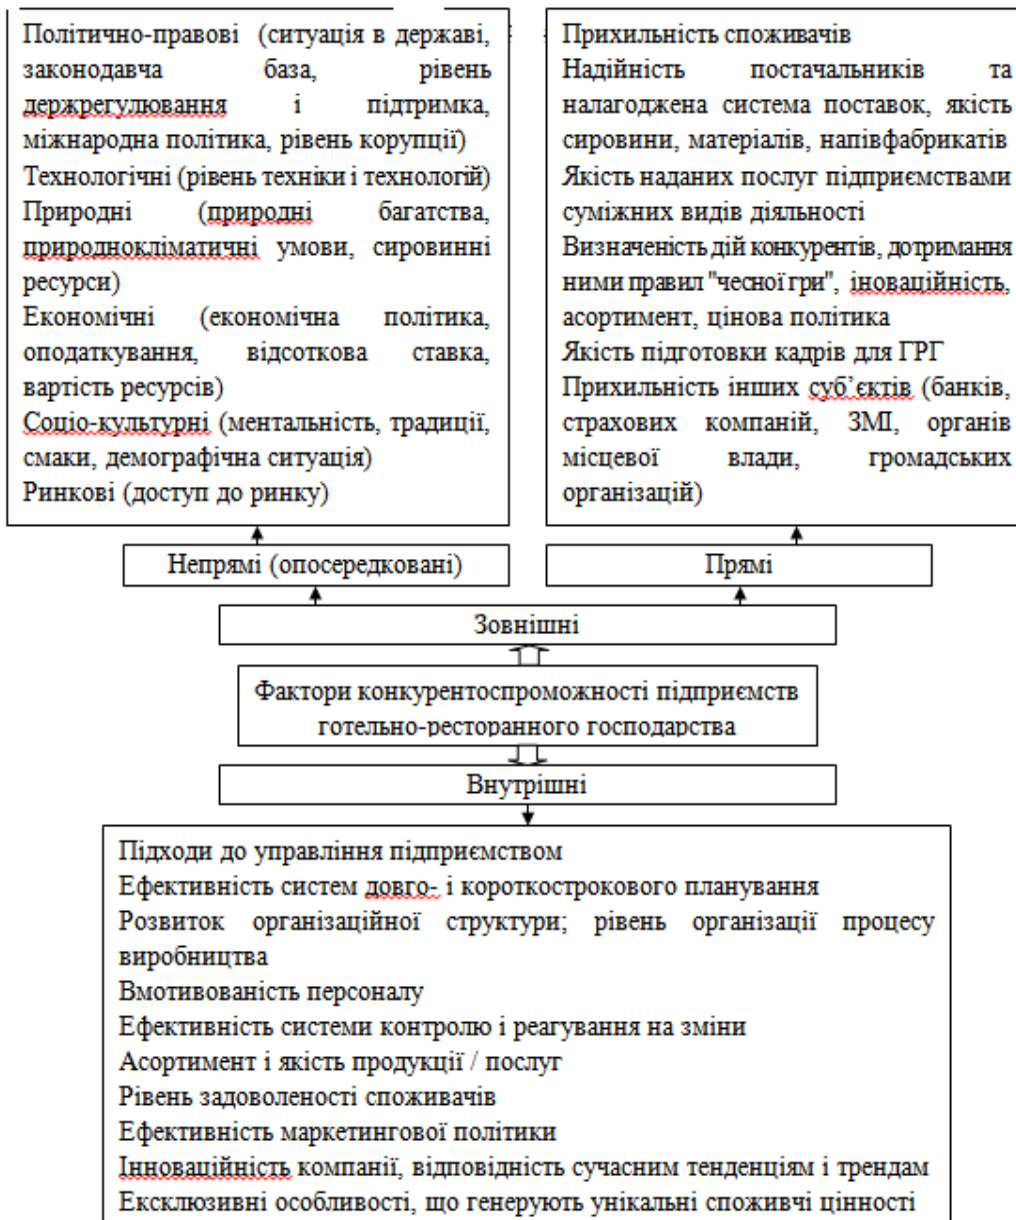 Політично-правові (ситуація в державі,
законодавча база, рівень
держрегулювання і підтримка,
міжнародна політика, рівень корупції)
Технологічні (рівень техніки і технологій)
Природні (природні багатства,
природнокліматичні умови, сировинні
ресурси)
Економічні (економічна політика,
оподаткування, відсоткова ставка,
вартість ресурсів)
Соціо-культурні (ментальність, традиції,
смаки, демографічна ситуація)
Ринкові (доступ до ринку)
Прихильність споживачів
Надійність постачальників та
налагоджена система поставок, якість
сировини, матеріалів, напівфабрикатів
Якість наданих послуг підприємствами
суміжних видів діяльності
Визначеність дій конкурентів, дотримання
ними правил "чесної гри", іноваційність,
асортимент, цінова політика
Якість підготовки кадрів для ГРГ
Прихильність інших суб’єктів (банків,
страхових компаній, ЗМІ, органів
місцевої влади, громадських
організацій)
Непрямі (опосередковані)
Прямі
Зовнішні
Фактори конкурентоспроможності підприємств
готельно-ресторанного господарства
Внутрішні
Підходи до управління підприємством
Ефективність систем довго- і короткострокового планування
Розвиток організаційної структури; рівень організації процесу
виробництва
Вмотивованість персоналу
Ефективність системи контролю і реагування на зміни
Асортимент і якість продукції / послуг
Рівень задоволеності споживачів
Ефективність маркетингової політики
Інноваційність компанії, відповідність сучасним тенденціям і трендам
Ексклюзивні особливості, що генерують унікальні споживчі цінності